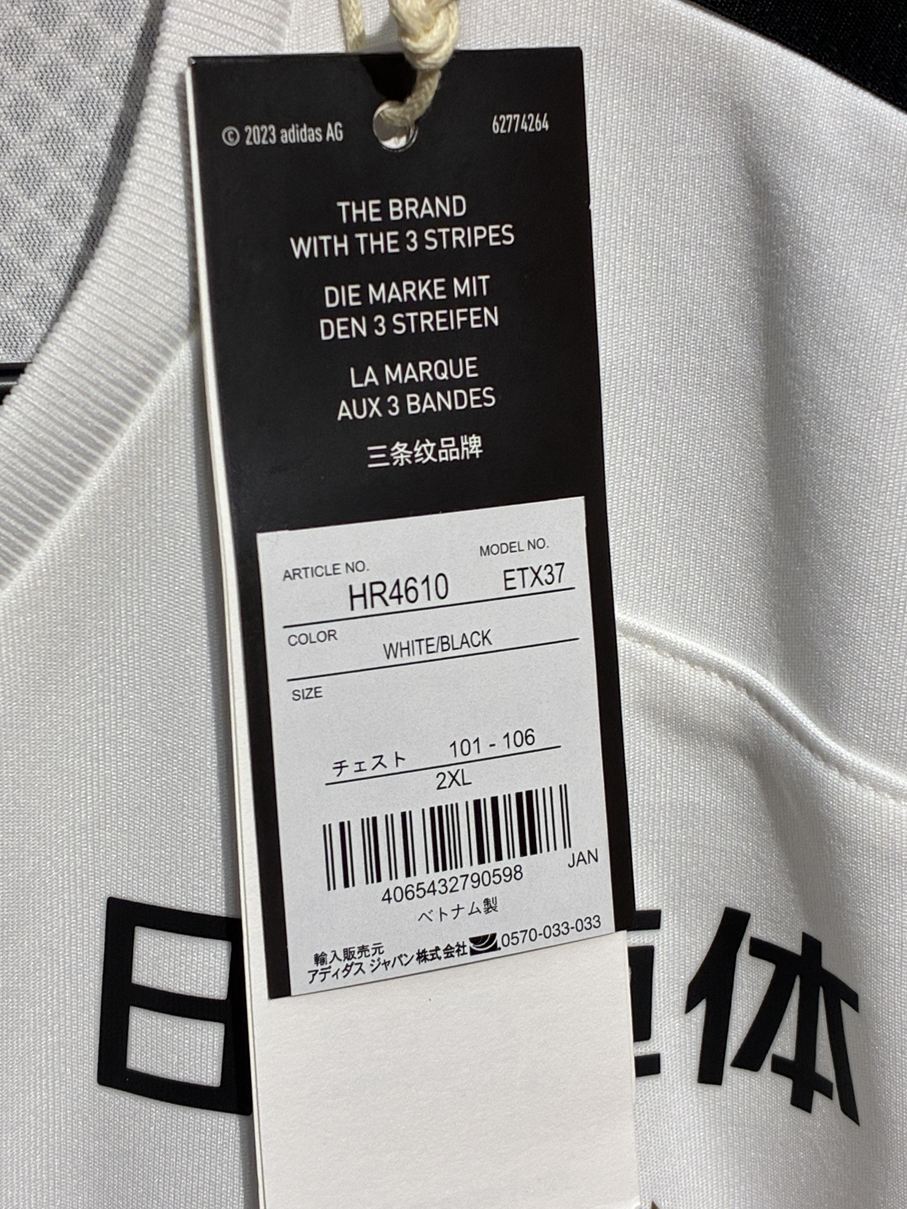 © 2023 adidas AG 62774264
THE BRAND
WITH THE 3 STRIPES
DIE MARKE MIT
DEN 3 STREIFEN
LA MARQUE
AUX 3 BANDES
三条纹品牌
ARTICLE NO. MODEL NO.
HR4610 ETX37
COLOR
WHITE/BLACK
SIZE
チェスト 101 - 106
2XL
4065432790598 JAN
ベトナム製
輸入販売元
アディダス ジャパン株式会社 0570-033-033
日 体